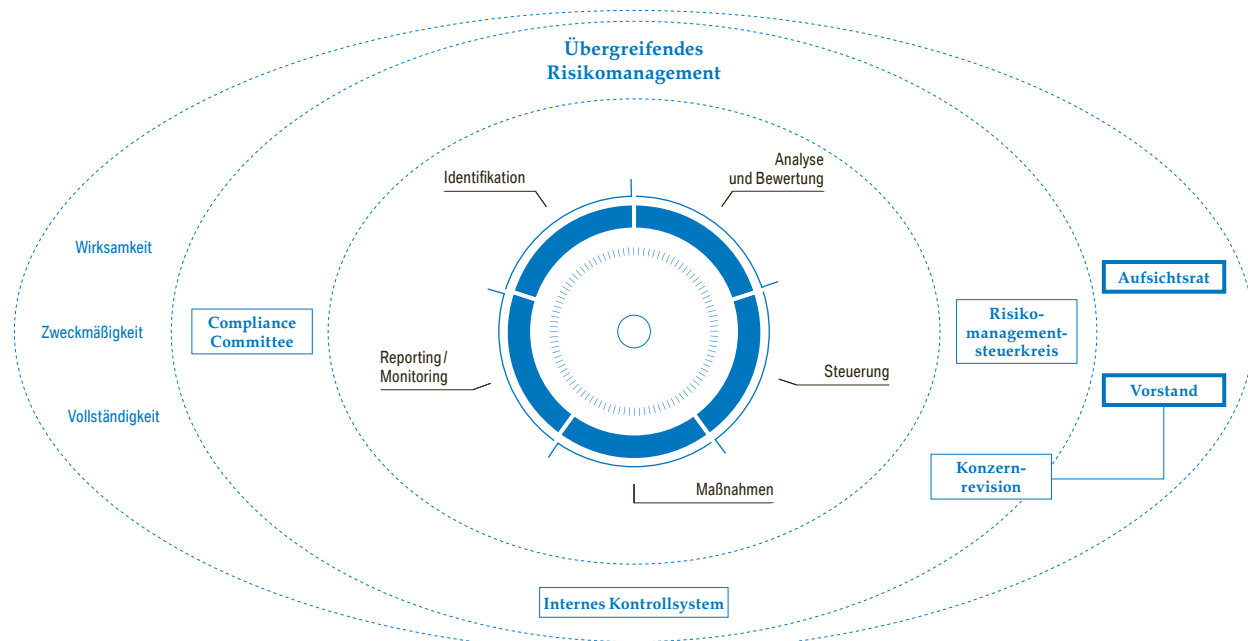 Übergreifendes
Risikomanagement
Analyse
und Bewertung
Identifikation
Wirksamkeit
Aufsichtsrat
Zweckmäßigkeit
Compliance
Committee
Risiko-
management-
steuerkreis
Reporting/
Monitoring
Steuerung
Vorstand
Vollständigkeit
Konzern-
revision
Maßnahmen
Internes Kontrollsystem